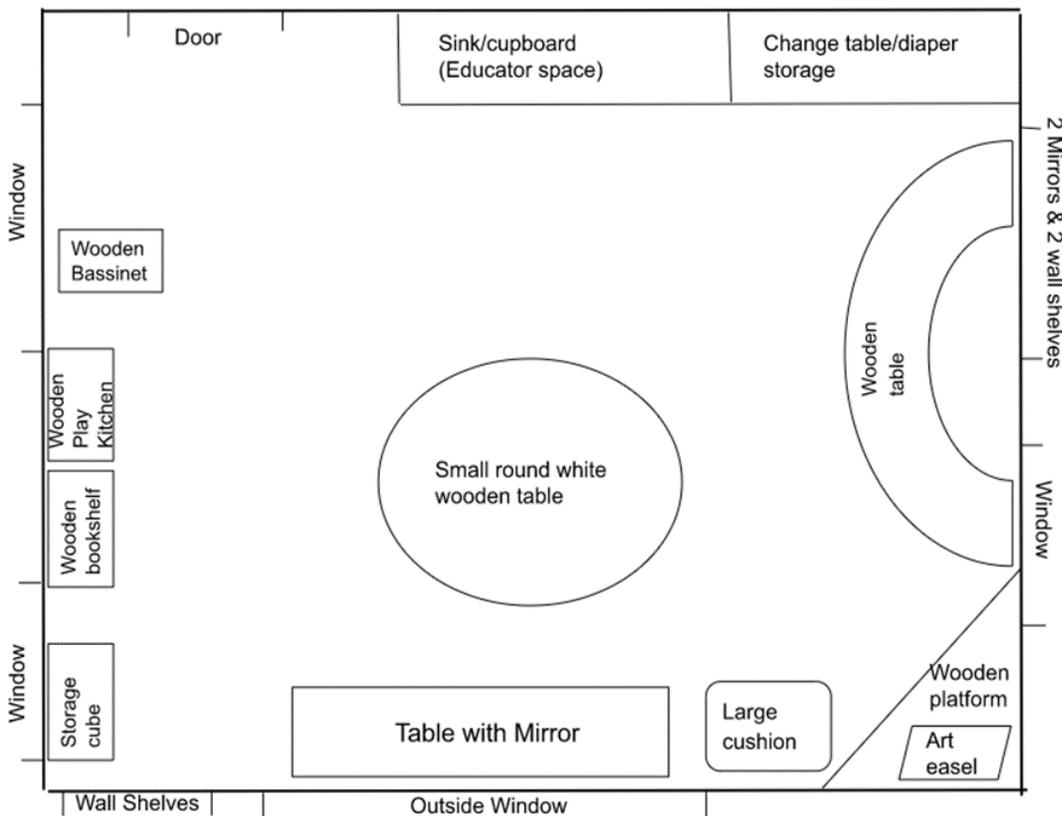 Door
Sink/cupboard
(Educator space)
Change table/diaper
storage
Window
2 Mirrors & 2 wall shelves
Wooden
Bassinet
Wooden
table
Wooden
Play
Kitchen
Small round white
wooden table
Wooden
bookshelf
Window
Window
Storage
cube
Table with Mirror
Large
cushion
Wooden
platform
Art
easel
Wall Shelves
Outside Window